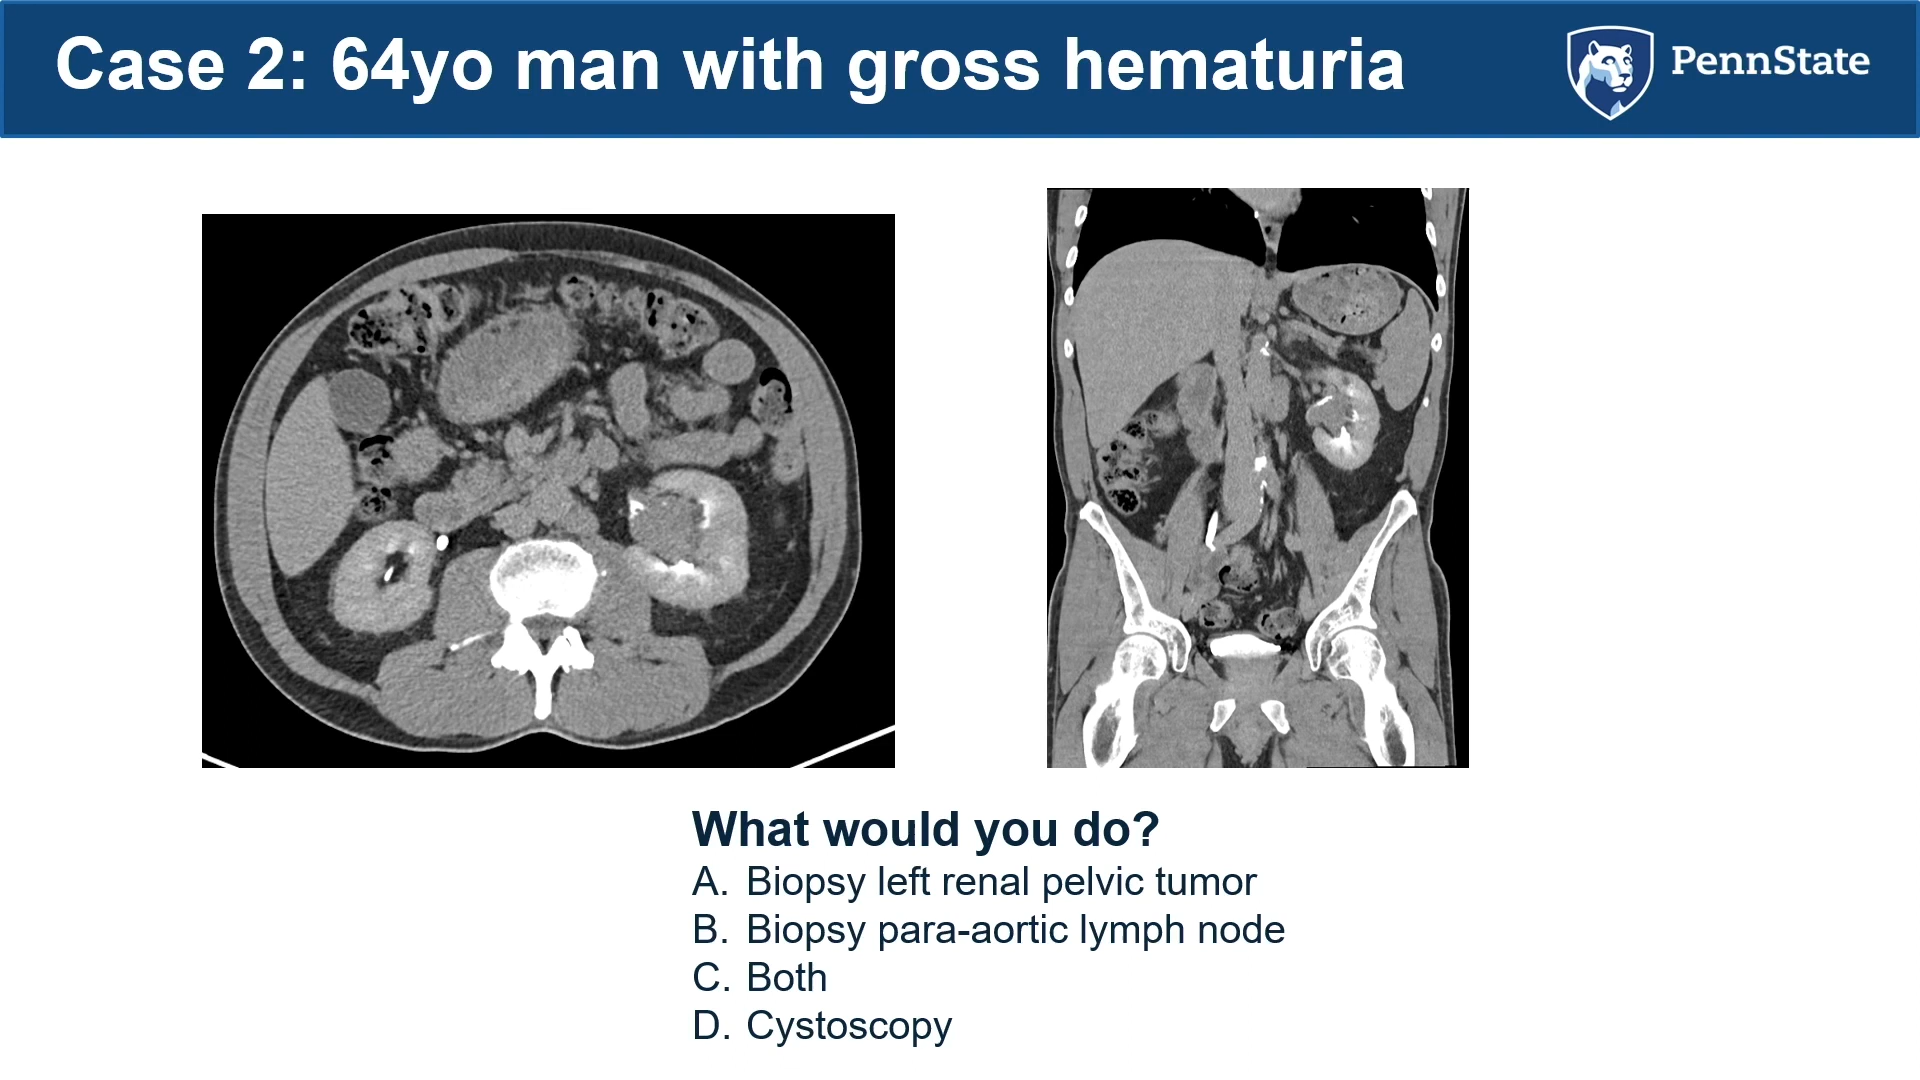 Case 2: 64yo man with gross hematuria
PennState
What would you do?
A. Biopsy left renal pelvic tumor
B. Biopsy para-aortic lymph node
C. Both
D. Cystoscopy